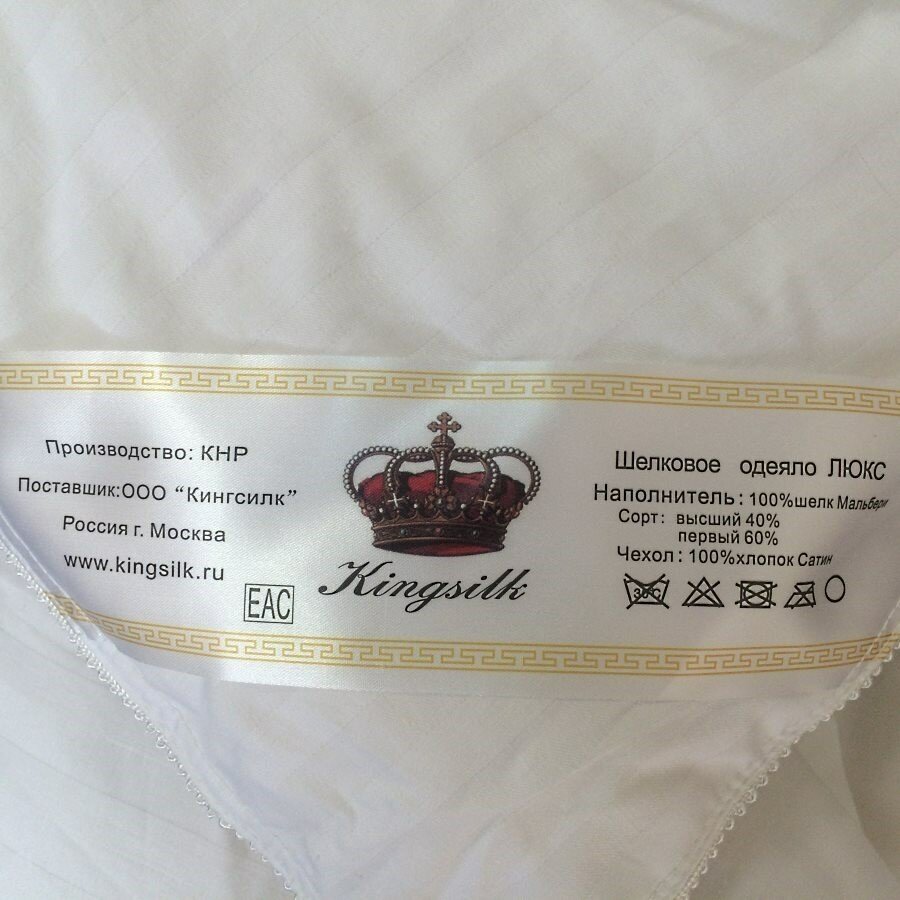 Производство: КНР
Поставшик:ООО “Кингсилк”
Россия г. Москва
www.kingsilk.ru
EAC
Kingsilk
Шелковое одеяло ЛЮКС
Наполнитель: 100%шелк Мальбери
Сорт: высший 40%
первый 60%
Чехол: 100%хлопок Сатин
30°C